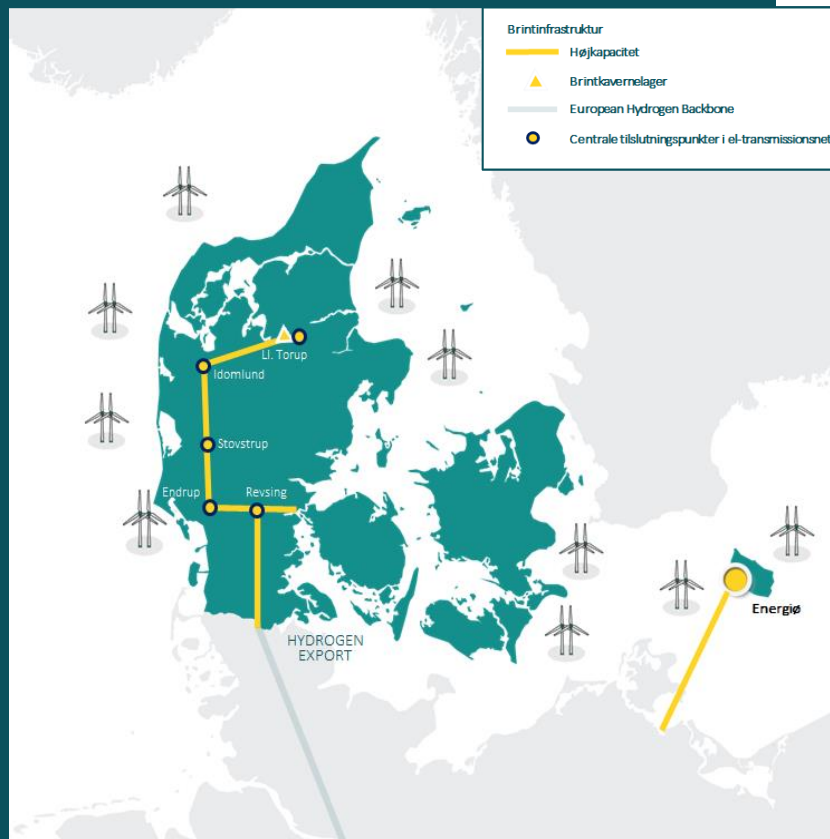 Brintinfrastruktur
Højkapacitet
Brintkavernelager
European Hydrogen Backbone
Centrale tilslutningspunkter i el-transmissionsnet
Ll. Torup
Idomlund
Stovstrup
Endrup
Revsing
Energiø
HYDROGEN
EXPORT